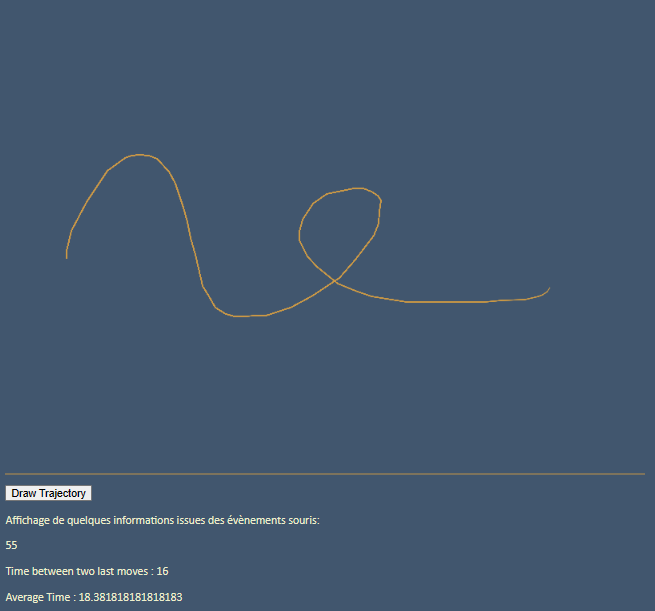 Draw Trajectory
Affichage de quelques informations issues des évènements souris:
55
Time between two last moves : 16
Average Time : 18.381818181818183